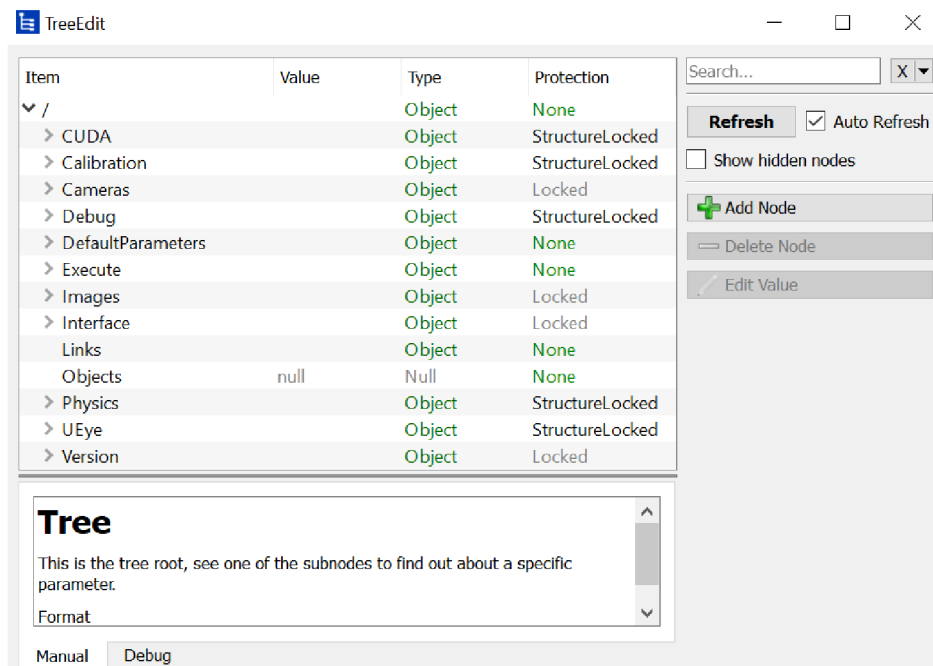 TreeEdit
Item Value Type Protection
/ Object None
CUDA Object StructureLocked
Calibration Object StructureLocked
Cameras Object Locked
Debug Object StructureLocked
DefaultParameters Object None
Execute Object None
Images Object Locked
Interface Object Locked
Links Object None
Objects null Null None
Physics Object StructureLocked
UEye Object StructureLocked
Version Object Locked
Search... X
Refresh Auto Refresh
Show hidden nodes
Add Node
Delete Node
Edit Value
Tree
This is the tree root, see one of the subnodes to find out about a specific
parameter.
Format
Manual Debug